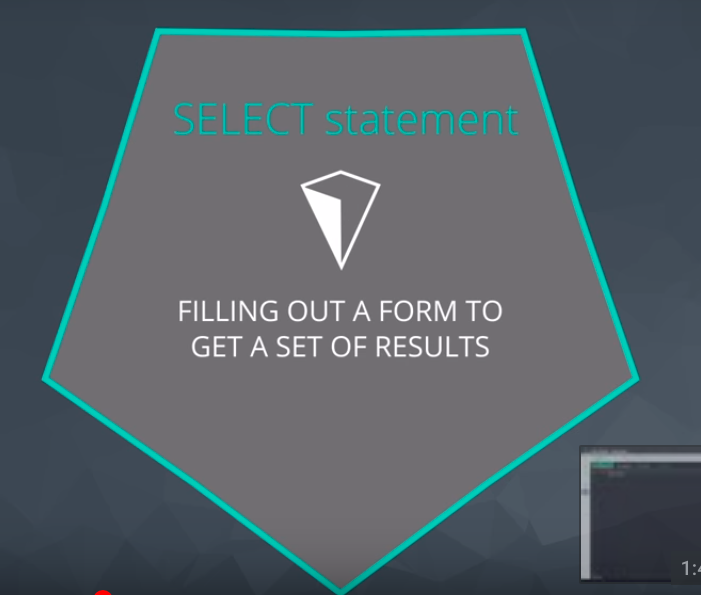 SELECT statement
FILLING OUT A FORM TO
GET A SET OF RESULTS